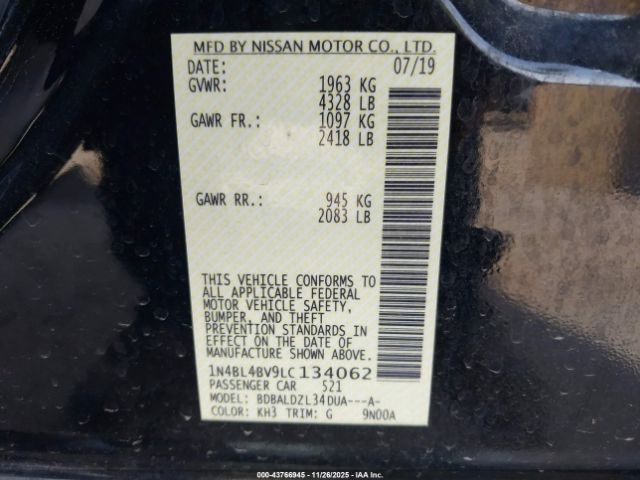 MFD BY NISSAN MOTOR CO., LTD.
DATE: 07/19
GVWR: 1963 KG
4328 LB
GAWR FR.: 1097 KG
2418 LB
GAWR RR.: 945 KG
2083 LB
THIS VEHICLE CONFORMS TO
ALL APPLICABLE FEDERAL
MOTOR VEHICLE SAFETY,
BUMPER, AND THEFT
PREVENTION STANDARDS IN
EFFECT ON THE DATE OF
MANUFACTURE SHOWN ABOVE.
1N4BL4BV9LC134062
PASSENGER CAR 521
MODEL: BDBALDZL34DUA---A-
COLOR: KH3 TRIM: G 9N00A
000-43766945 - 11/26/2025 - IAAI.CA